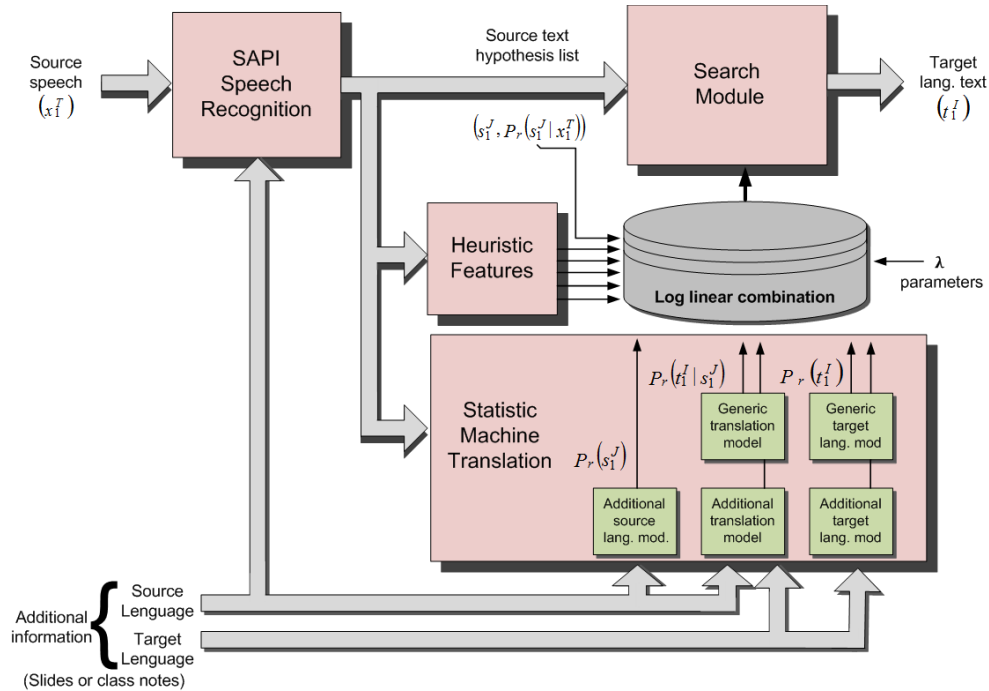 Source
speech
(x₁ᵀ)
SAPI
Speech
Recognition
Source text
hypothesis list
Search
Module
Target
lang. text
(t₁ᴵ)
(s₁ᴶ, Pᵣ(s₁ᴶ | x₁ᵀ))
Heuristic
Features
Log linear combination
λ
parameters
Statistic
Machine
Translation
Pᵣ(s₁ᴶ)
Pᵣ(t₁ᴵ | s₁ᴶ)
Pᵣ(t₁ᴵ)
Generic
translation
model
Generic
target
lang. mod
Additional
source
lang. mod.
Additional
translation
model
Additional
target
lang. mod
Additional
information
{
Source
Lenguage
Target
Lenguage
(Slides or class notes)